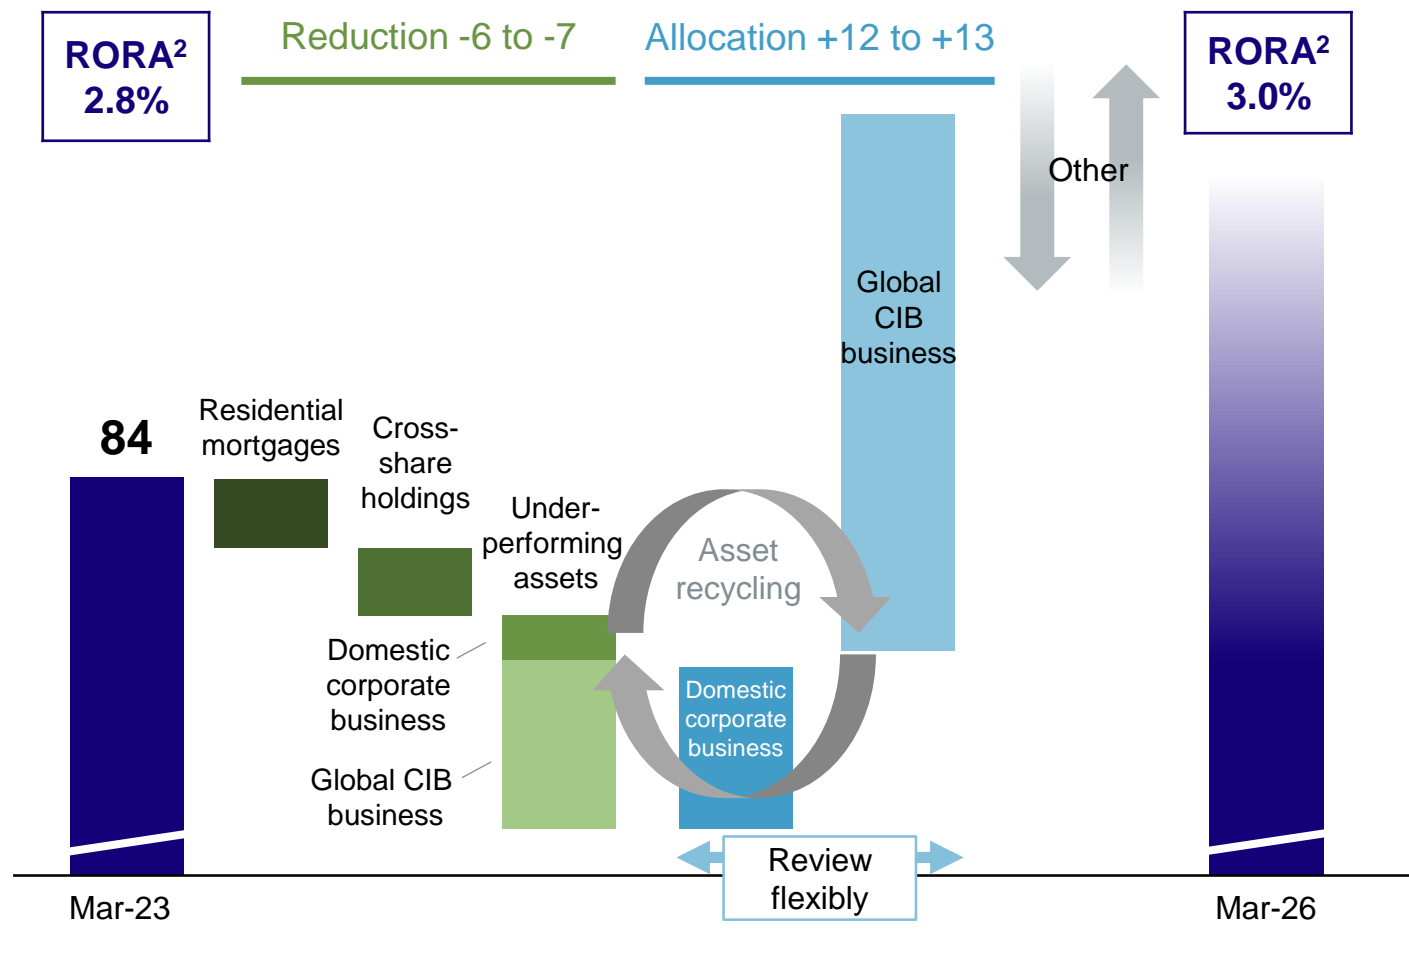 RORA²
2.8%
Reduction -6 to -7
Allocation +12 to +13
RORA²
3.0%
Other
Global
CIB
business
84
Residential
mortgages
Cross-
share
holdings
Under-
performing
assets
Asset
recycling
Domestic
corporate
business
Global CIB
business
Domestic
corporate
business
Review
flexibly
Mar-23
Mar-26